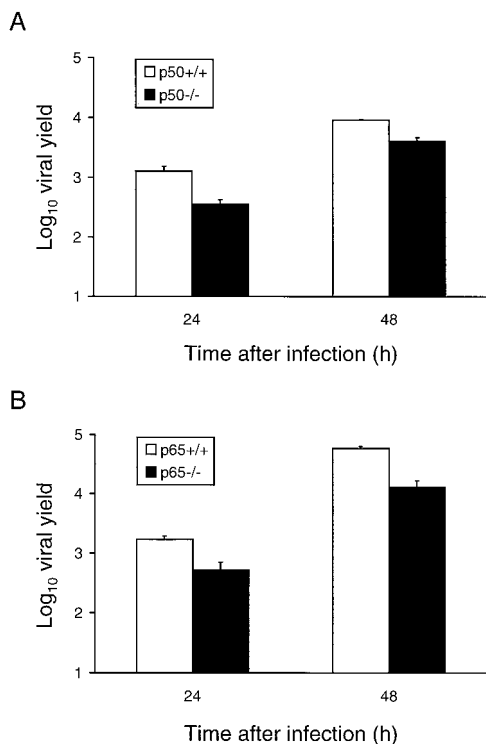 A
5
4
3
2
1
Log10 viral yield
p50+/+
p50-/-
24
48
Time after infection (h)
B
5
4
3
2
1
Log10 viral yield
p65+/+
p65-/-
24
48
Time after infection (h)